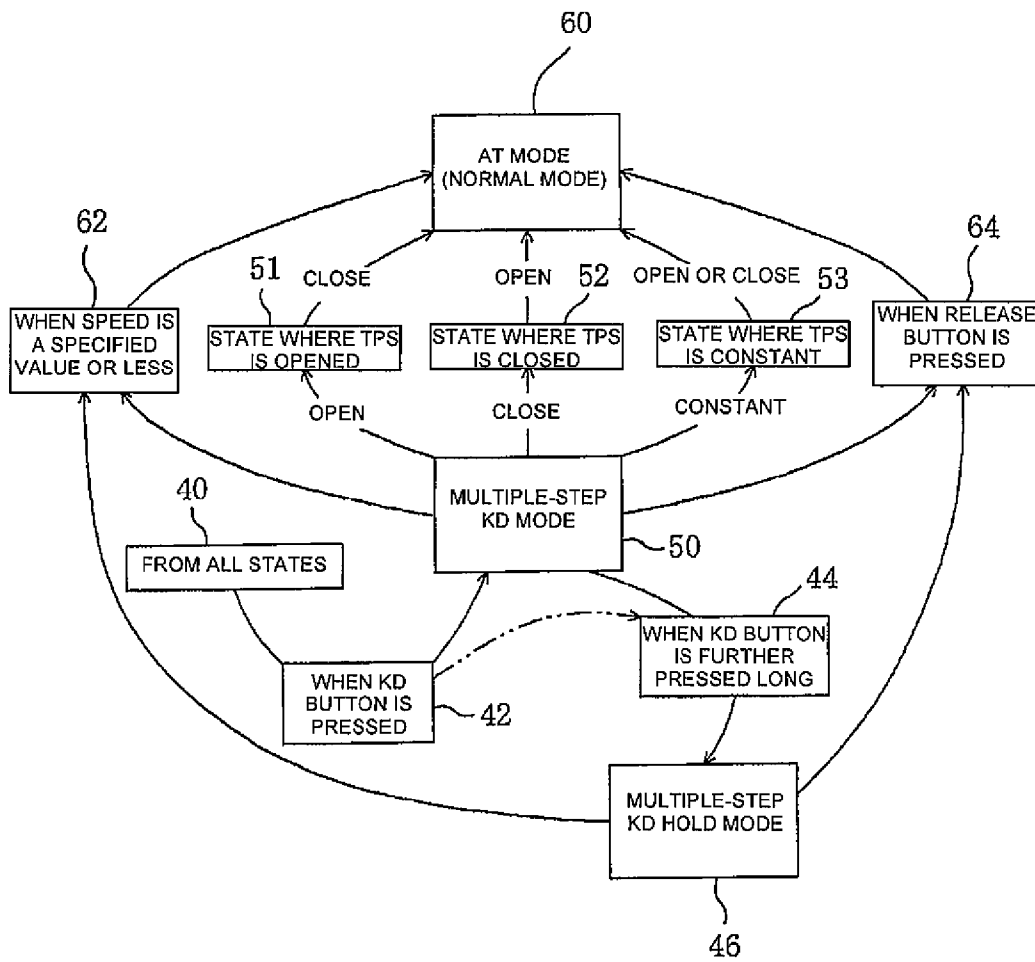 60
AT MODE
(NORMAL MODE)
62
64
51
CLOSE
OPEN
52
OPEN OR CLOSE
53
WHEN SPEED IS
A SPECIFIED
VALUE OR LESS
STATE WHERE TPS
IS OPENED
STATE WHERE TPS
IS CLOSED
STATE WHERE TPS
IS CONSTANT
WHEN RELEASE
BUTTON IS
PRESSED
OPEN
CLOSE
CONSTANT
MULTIPLE-STEP
KD MODE
50
40
FROM ALL STATES
44
WHEN KD BUTTON
IS FURTHER
PRESSED LONG
WHEN KD
BUTTON IS
PRESSED
42
MULTIPLE-STEP
KD HOLD MODE
46